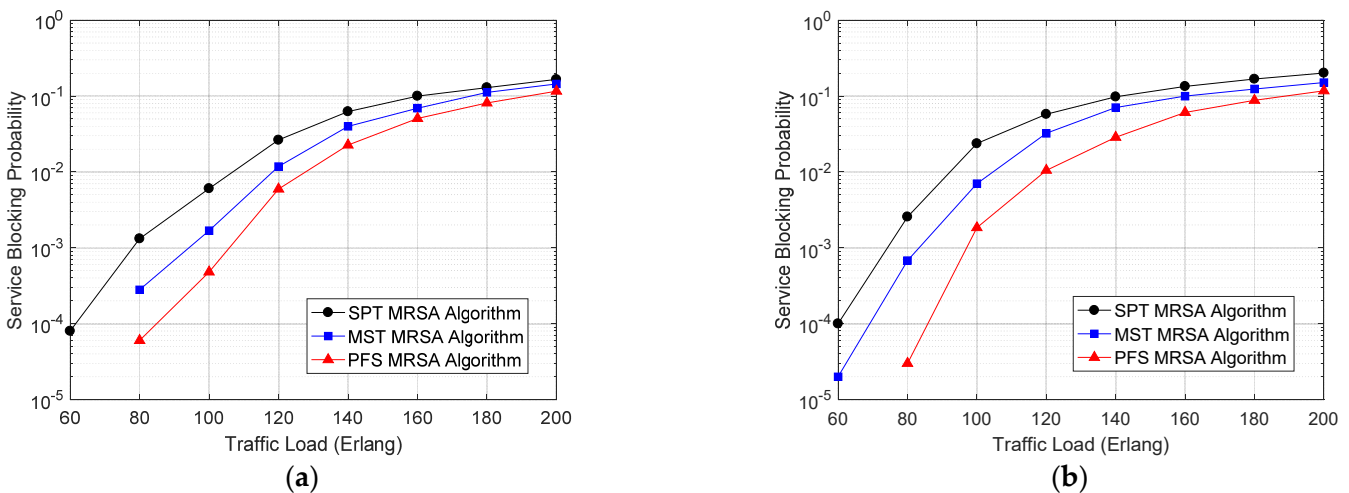 Service Blocking Probability
10^0
10^-1
10^-2
10^-3
10^-4
10^-5
SPT MRSA Algorithm
MST MRSA Algorithm
PFS MRSA Algorithm
60 80 100 120 140 160 180 200
Traffic Load (Erlang)
(a)
Service Blocking Probability
10^0
10^-1
10^-2
10^-3
10^-4
10^-5
SPT MRSA Algorithm
MST MRSA Algorithm
PFS MRSA Algorithm
60 80 100 120 140 160 180 200
Traffic Load (Erlang)
(b)